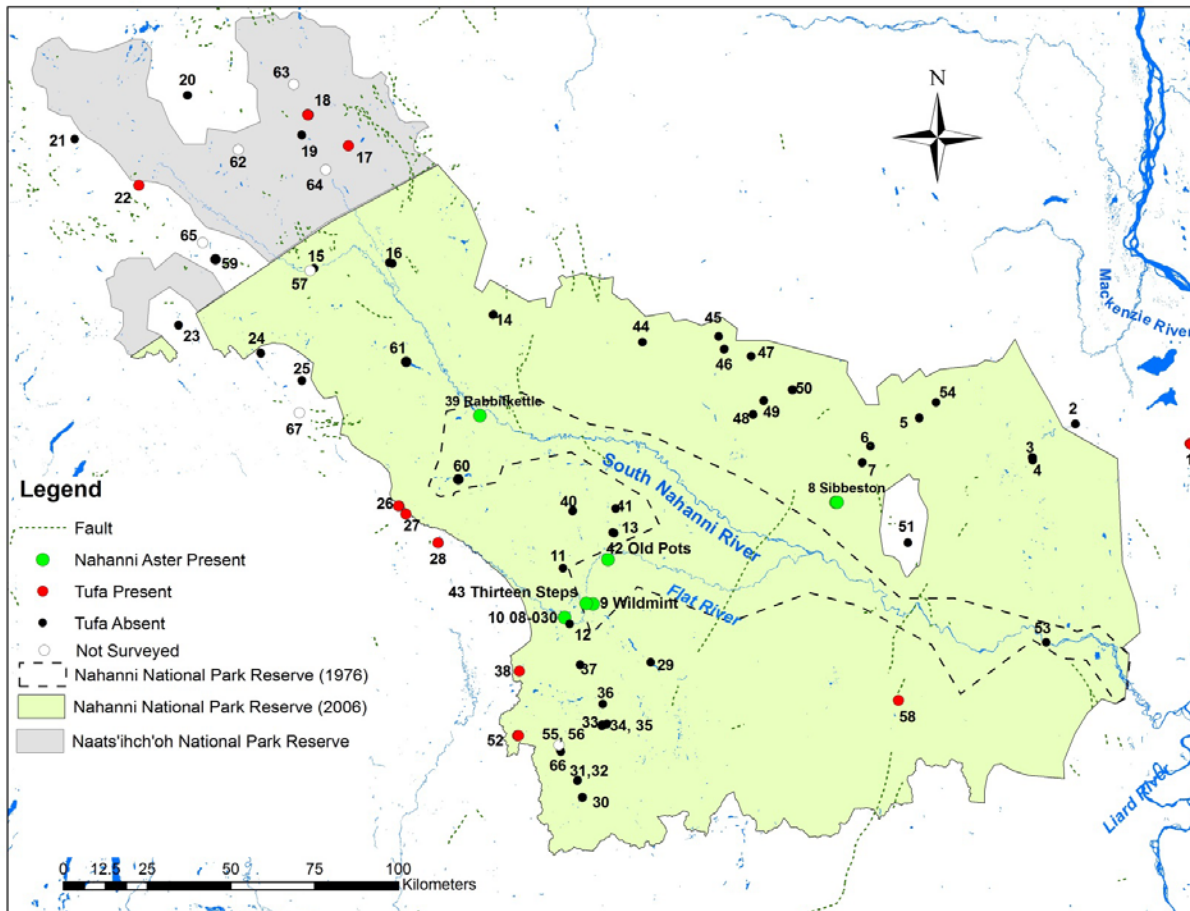 63
20
18
N
21
19
17
62
64
22
65
59
15
16
57
Mackenzie River
14
23
44
45
24
61
46
47
25
50
54
67
39 Rabbitkettle
48
49
5
2
6
3
7
4
1
South Nahanni River
Legend
60
8 Sibbeston
Fault
26
40
41
51
27
13
Nahanni Aster Present
28
11
42 Old Pots
Tufa Present
43 Thirteen Steps
9 Wildmint
Flat River
Tufa Absent
10 08-030
12
Not Surveyed
53
37
29
38
Nahanni National Park Reserve (1976)
36
58
Nahanni National Park Reserve (2006)
33
34, 35
52
55, 56
Naats'ihch'oh National Park Reserve
66
31,32
Liard River
30
0 12.5 25 50 75 100
Kilometers